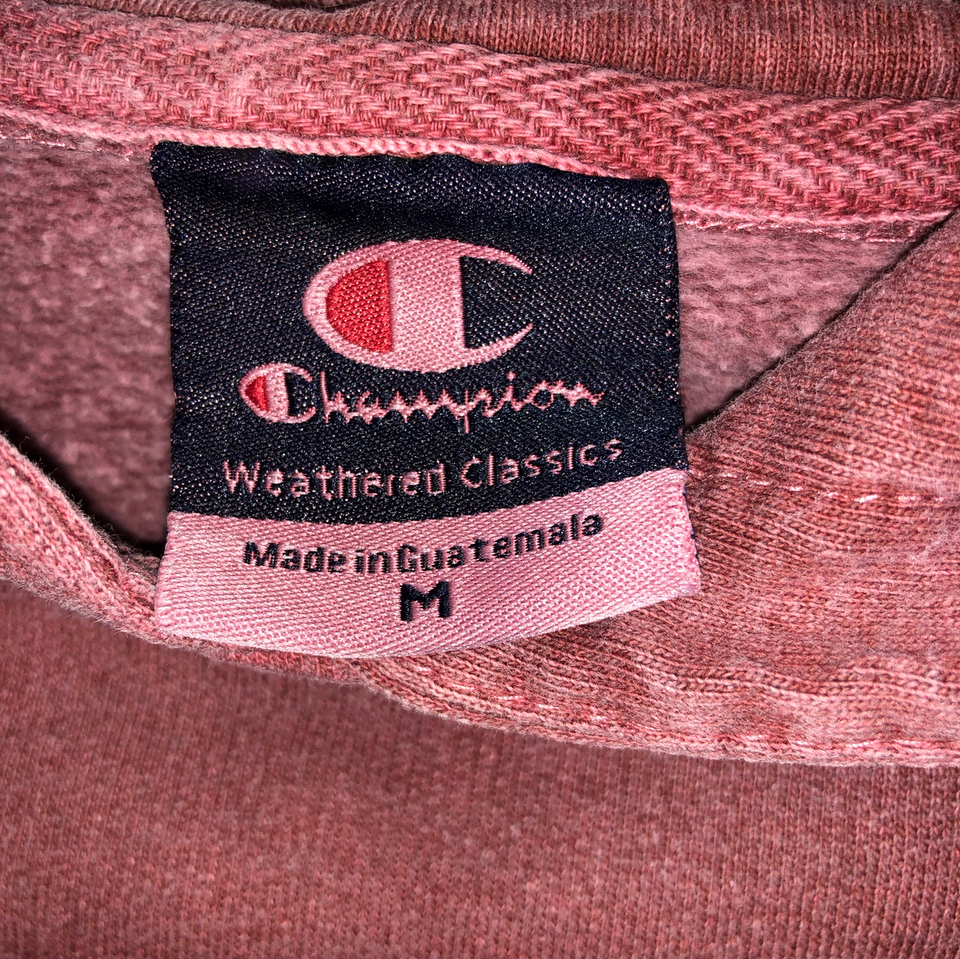 Champion
Weathered Classics
Made in Guatemala
M